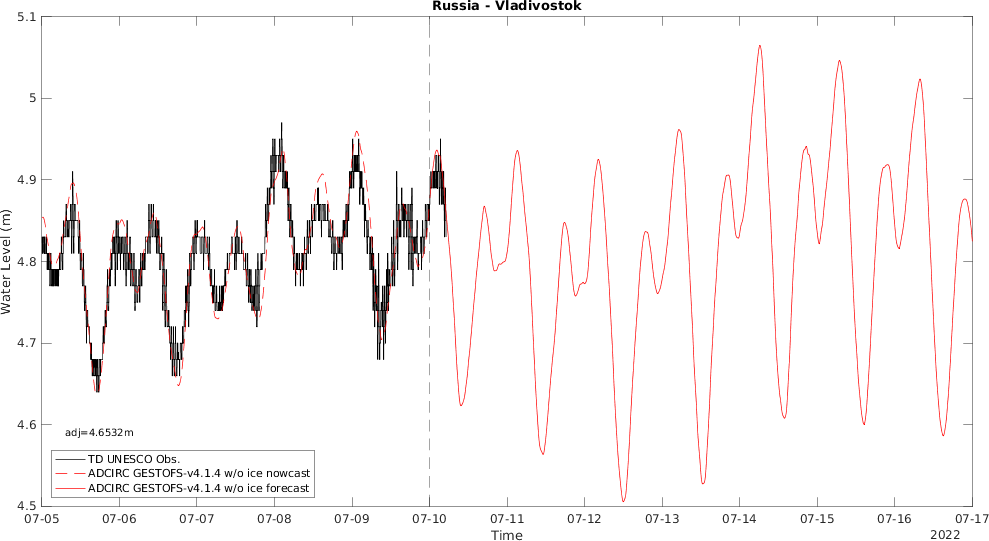 Russia - Vladivostok
5.1
5
4.9
4.8
4.7
4.6
4.5
Water Level (m)
adj=4.6532m
TD UNESCO Obs.
ADCIRC GESTOFS-v4.1.4 w/o ice nowcast
ADCIRC GESTOFS-v4.1.4 w/o ice forecast
07-05 07-06 07-07 07-08 07-09 07-10 07-11 07-12 07-13 07-14 07-15 07-16 07-17
Time
2022